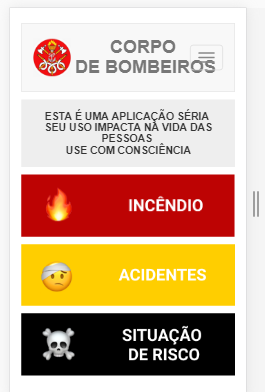 CORPO
DE BOMBEIROS
ESTA É UMA APLICAÇÃO SÉRIA
SEU USO IMPACTA NA VIDA DAS
PESSOAS
USE COM CONSCIÊNCIA
INCÊNDIO
ACIDENTES
SITUAÇÃO
DE RISCO